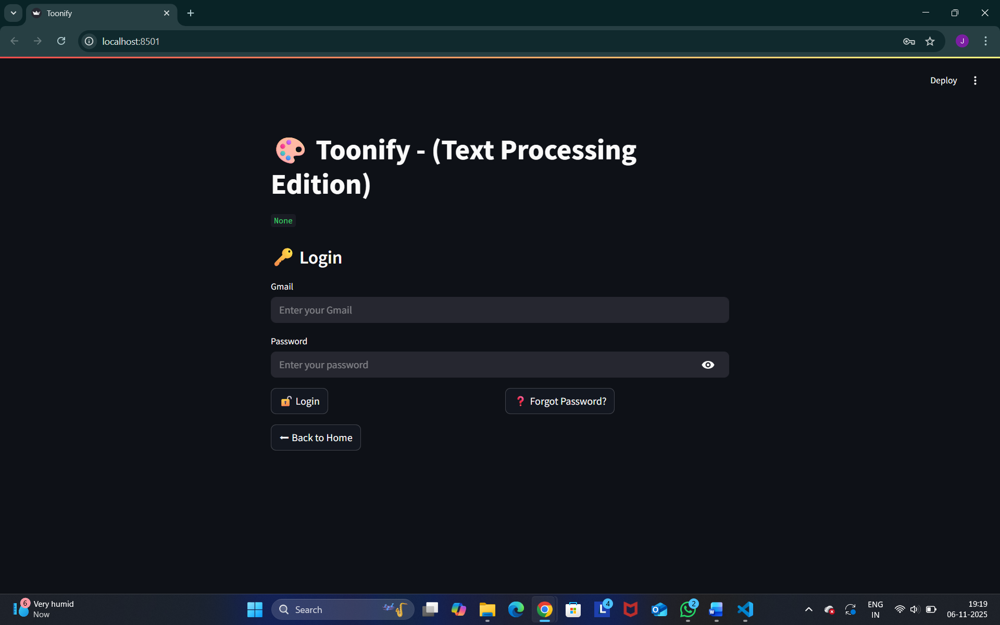 Toonify
localhost:8501
J
Deploy
Toonify - (Text Processing
Edition)
None
Login
Gmail
Enter your Gmail
Password
Enter your password
Login
❓ Forgot Password?
⬅ Back to Home
6
Very humid
Now
Search
L
4
2
ENG
IN
19:19
06-11-2025